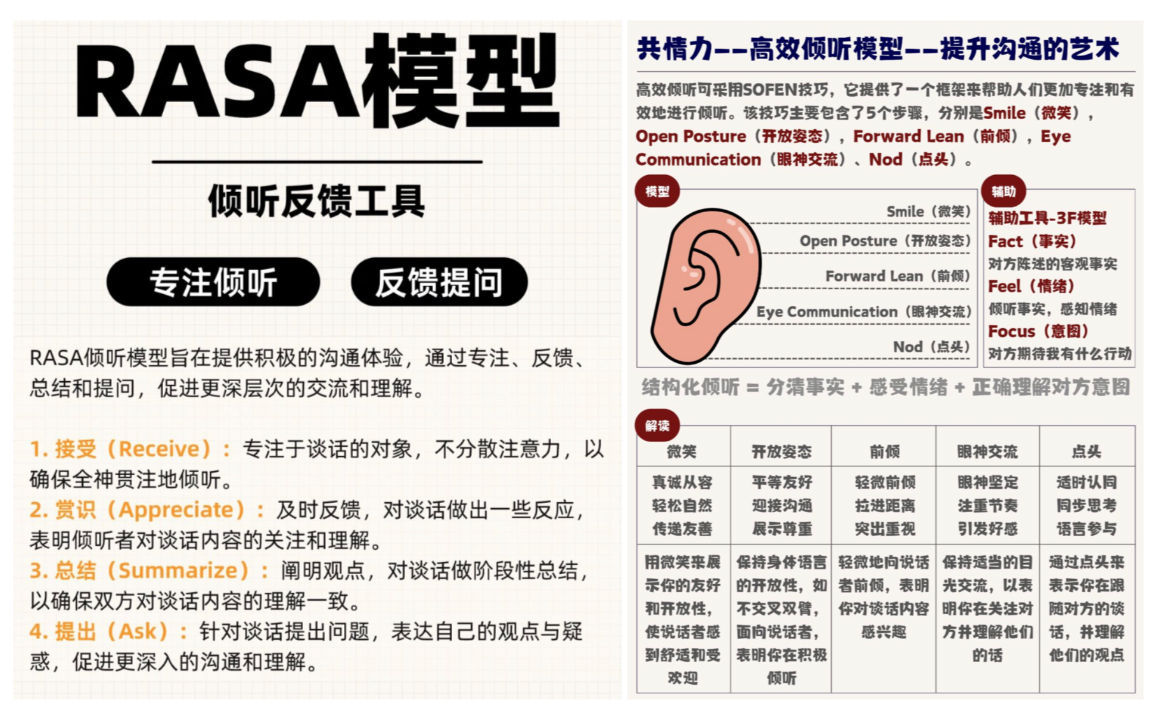 RASA模型
倾听反馈工具
专注倾听
反馈提问
RASA倾听模型旨在提供积极的沟通体验，通过专注、反馈、
总结和提问，促进更深层次的交流和理解。
1. 接受（Receive）：专注于谈话的对象，不分散注意力，以
确保全神贯注地倾听。
2. 赏识（Appreciate）：及时反馈，对谈话做出一些反应，
表明倾听者对谈话内容的关注和理解。
3. 总结（Summarize）：阐明观点，对谈话做阶段性总结，
以确保双方对谈话内容的理解一致。
4. 提出（Ask）：针对谈话提出问题，表达自己的观点与疑
惑，促进更深入的沟通和理解。
共情力——高效倾听模型——提升沟通的艺术
高效倾听可采用SOFEN技巧，它提供了一个框架来帮助人们更加专注和有
效地进行倾听。该技巧主要包含了5个步骤，分别是Smile（微笑），
Open Posture（开放姿态），Forward Lean（前倾），Eye
Communication（眼神交流）、Nod（点头）。
模型
Smile（微笑）
Open Posture（开放姿态）
Forward Lean（前倾）
Eye Communication（眼神交流）
Nod（点头）
辅助
辅助工具-3F模型
Fact（事实）
对方陈述的客观事实
Feel（情绪）
倾听事实，感知情绪
Focus（意图）
对方期待我有什么行动
结构化倾听 = 分清事实 + 感受情绪 + 正确理解对方意图
解读
微笑
开放姿态
前倾
眼神交流
点头
真诚从容
轻松自然
传递友善
平等友好
迎接沟通
展示尊重
轻微前倾
拉进距离
突出重视
眼神坚定
注重节奏
引发好感
适时认同
同步思考
语言参与
用微笑来展
示你的友好
和开放性，
使说话者感
到舒适和受
欢迎
保持身体语言
的开放性，如
不交叉双臂，
面向说话者，
表明你在积极
倾听
轻微地向说话
者前倾，表明
你对谈话内容
感兴趣
保持适当的目
光交流，以表
明你在关注对
方并理解他们
的话
通过点头来
表示你在跟
随对方的谈
话，并理解
他们的观点